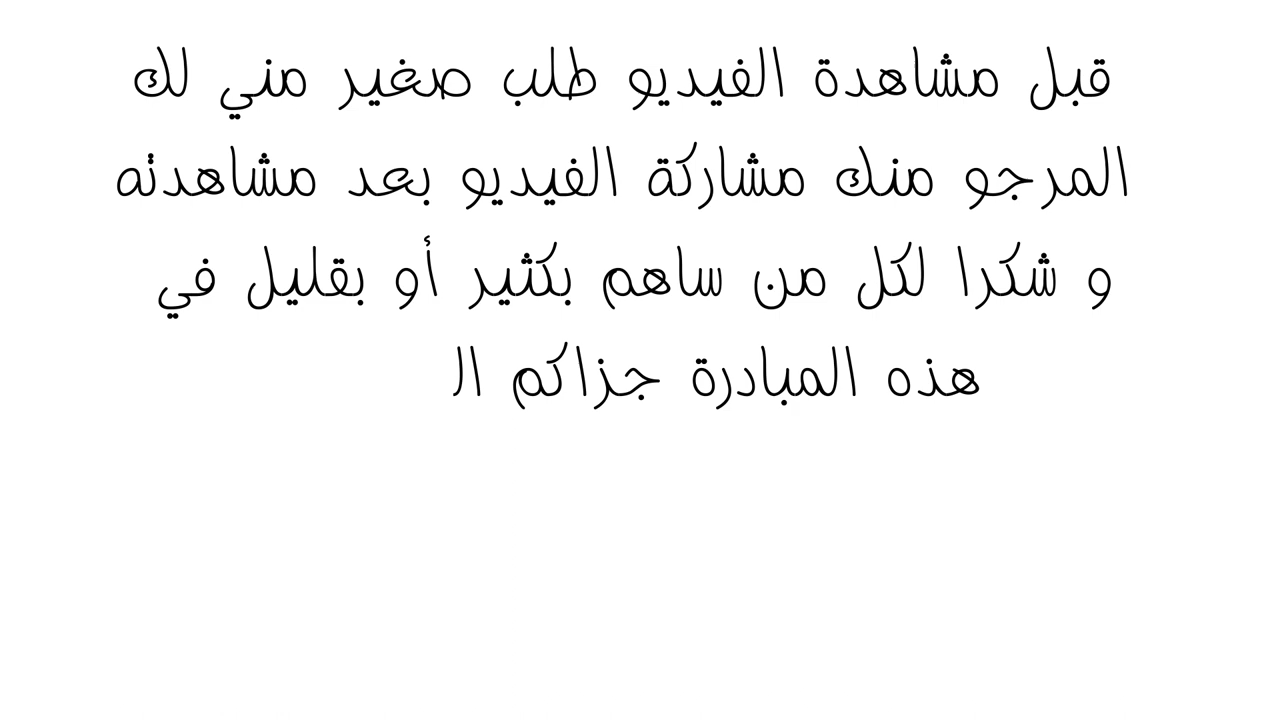 قبل مشاهدة الفيديو طلب صغير مني لك
المرجو منك مشاركة الفيديو بعد مشاهدته
و شكرا لكل من ساهم بكثير أو بقليل في
هذه المبادرة جزاكم ال